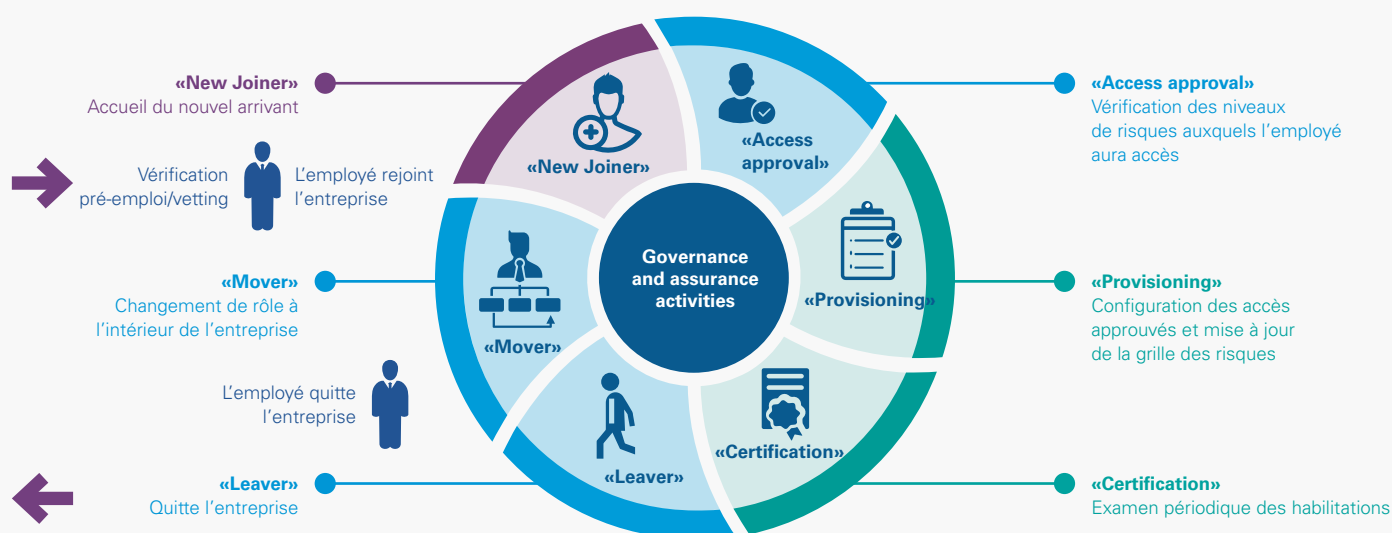 «New Joiner»
Accueil du nouvel arrivant
Vérification
pré-emploi/vetting
L’employé rejoint
l’entreprise
«Mover»
Changement de rôle à
l’intérieur de l’entreprise
L’employé quitte
l’entreprise
«Leaver»
Quitte l’entreprise
«New Joiner»
«Access
approval»
«Provisioning»
«Certification»
«Leaver»
«Mover»
Governance
and assurance
activities
«Access approval»
Vérification des niveaux
de risques auxquels l’employé
aura accès
«Provisioning»
Configuration des accès
approuvés et mise à jour
de la grille des risques
«Certification»
Examen périodique des habilitations